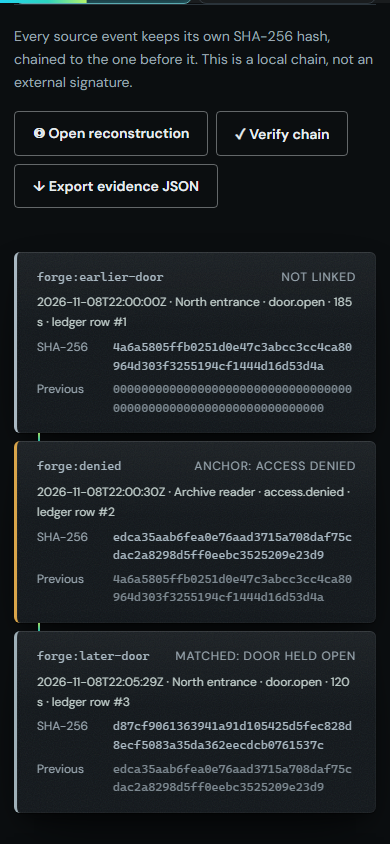 Every source event keeps its own SHA-256 hash,
chained to the one before it. This is a local chain, not an
external signature.
Open reconstruction
✓ Verify chain
↓ Export evidence JSON
forge:earlier-door NOT LINKED
2026-11-08T22:00:00Z · North entrance · door.open · 185
s · ledger row #1
SHA-256 4a6a5805ffb0251d0e47c3abcc3cc4ca80
964d303f3255194cf1444d16d53d4a
Previous 0000000000000000000000000000000000
000000000000000000000000000000
forge:denied ANCHOR: ACCESS DENIED
2026-11-08T22:00:30Z · Archive reader · access.denied ·
ledger row #2
SHA-256 edca35aab6fea0e76aad3715a708daf75c
dac2a8298d5ff0eebc3525209e23d9
Previous 4a6a5805ffb0251d0e47c3abcc3cc4ca80
964d303f3255194cf1444d16d53d4a
forge:later-door MATCHED: DOOR HELD OPEN
2026-11-08T22:05:29Z · North entrance · door.open · 120
s · ledger row #3
SHA-256 d87cf9061363941a91d105425d5fec828d
8ecf5083a35da362eecdcb0761537c
Previous edca35aab6fea0e76aad3715a708daf75c
dac2a8298d5ff0eebc3525209e23d9